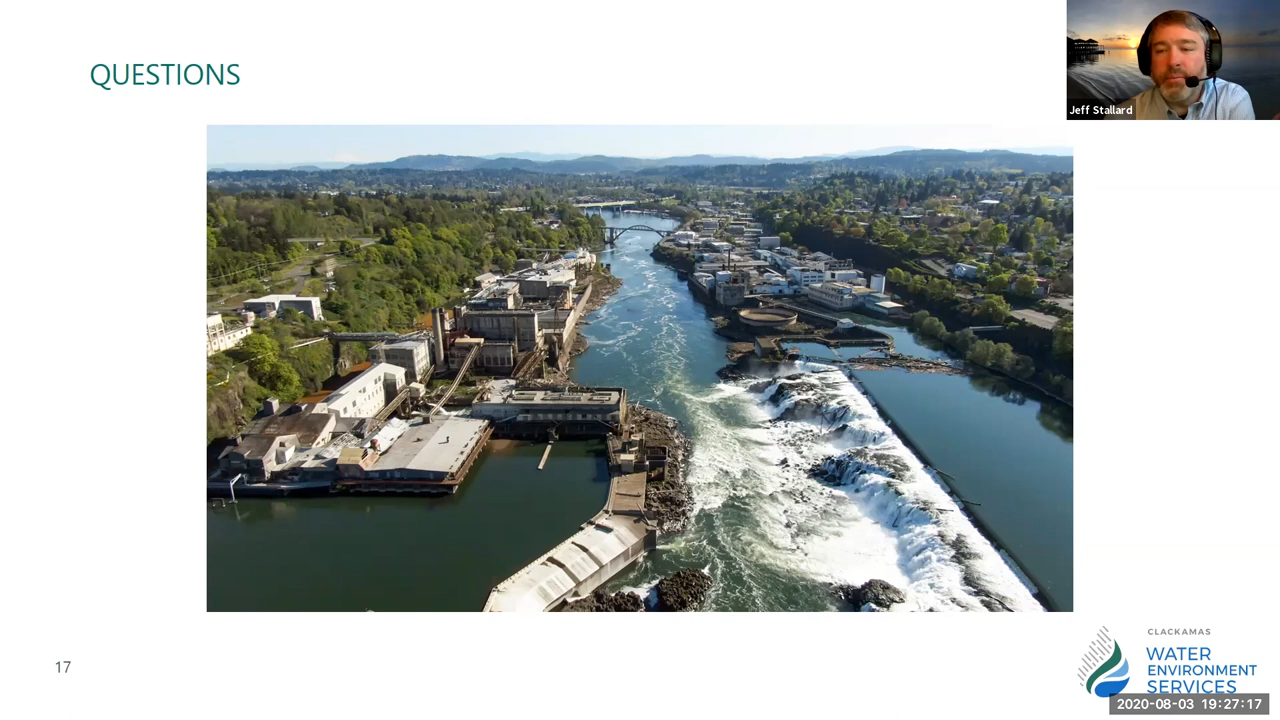 QUESTIONS
Jeff Stallard
17
CLACKAMAS
WATER
ENVIRONMENT
SERVICES
2020-08-03 19:27:17